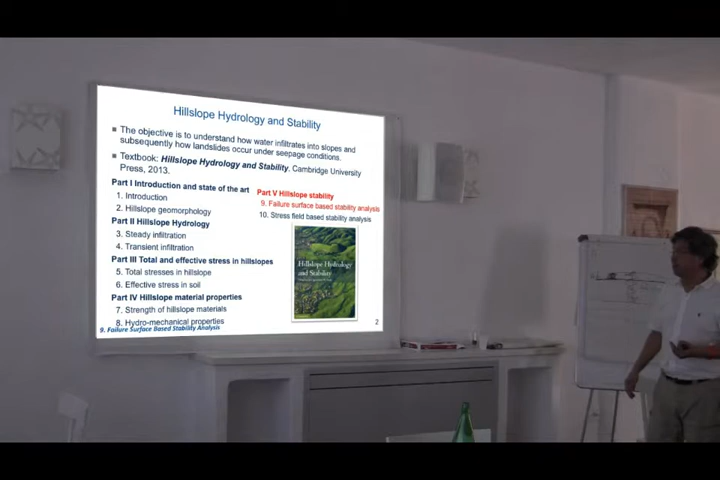 Hillslope Hydrology and Stability
The objective is to understand how water infiltrates into slopes and
subsequently how landslides occur under seepage conditions.
Textbook: Hillslope Hydrology and Stability. Cambridge University
Press, 2013.
Part I Introduction and state of the art
1. Introduction
2. Hillslope geomorphology
Part II Hillslope Hydrology
3. Steady infiltration
4. Transient infiltration
Part III Total and effective stress in hillslopes
5. Total stresses in hillslope
6. Effective stress in soil
Part IV Hillslope material properties
7. Strength of hillslope materials
8. Hydro-mechanical properties
Part V Hillslope stability
9. Failure surface based stability analysis
10. Stress field based stability analysis
Hillslope Hydrology
and Stability
9. Failure Surface Based Stability Analysis
2